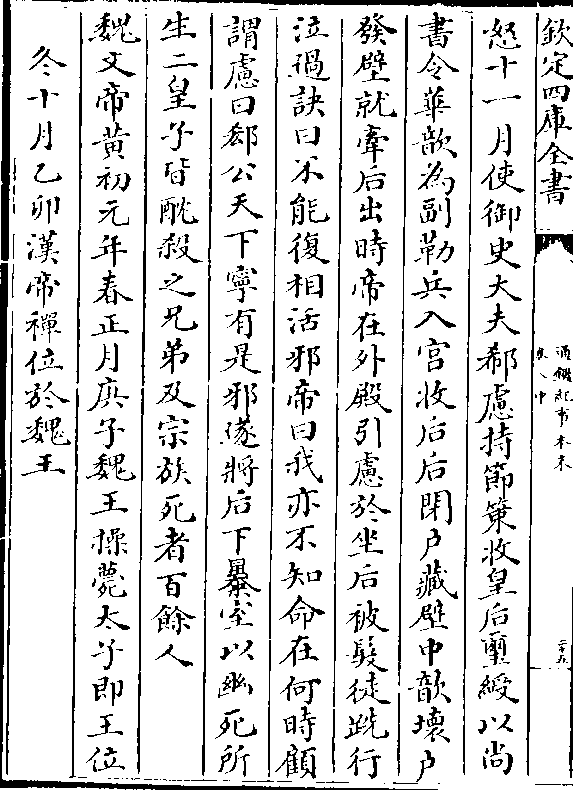 欽定四庫全書
通鑑紀事本末
卷八中
二十五
怒十一月使御史大夫郗慮持節策收皇后璽綬以尚
書令華歆為副勒兵入宫收后后閉戶藏壁中歆壊戶
發壁就牽后出時帝在外殿引慮於坐后被髮徒跣行
泣過訣曰不能復相活邪帝曰我亦不知命在何時顧
謂慮曰郗公天下寧有是邪遂將后下暴室以幽死所
生二皇子皆酖殺之兄弟及宗族死者百餘人
魏文帝黄初元年春正月庚子魏王操薨太子即王位
冬十月乙卯漢帝禪位於魏王